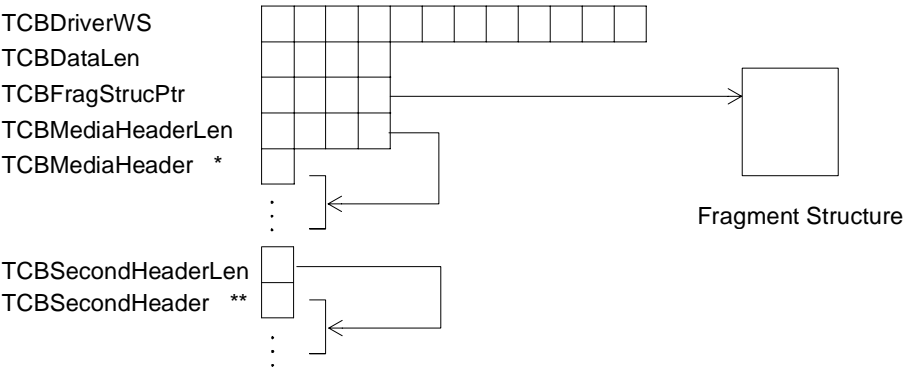 TCBDriverWS
TCBDataLen
TCBFragStrucPtr
TCBMediaHeaderLen
TCBMediaHeader *
Fragment Structure
TCBSecondHeaderLen
TCBSecondHeader **